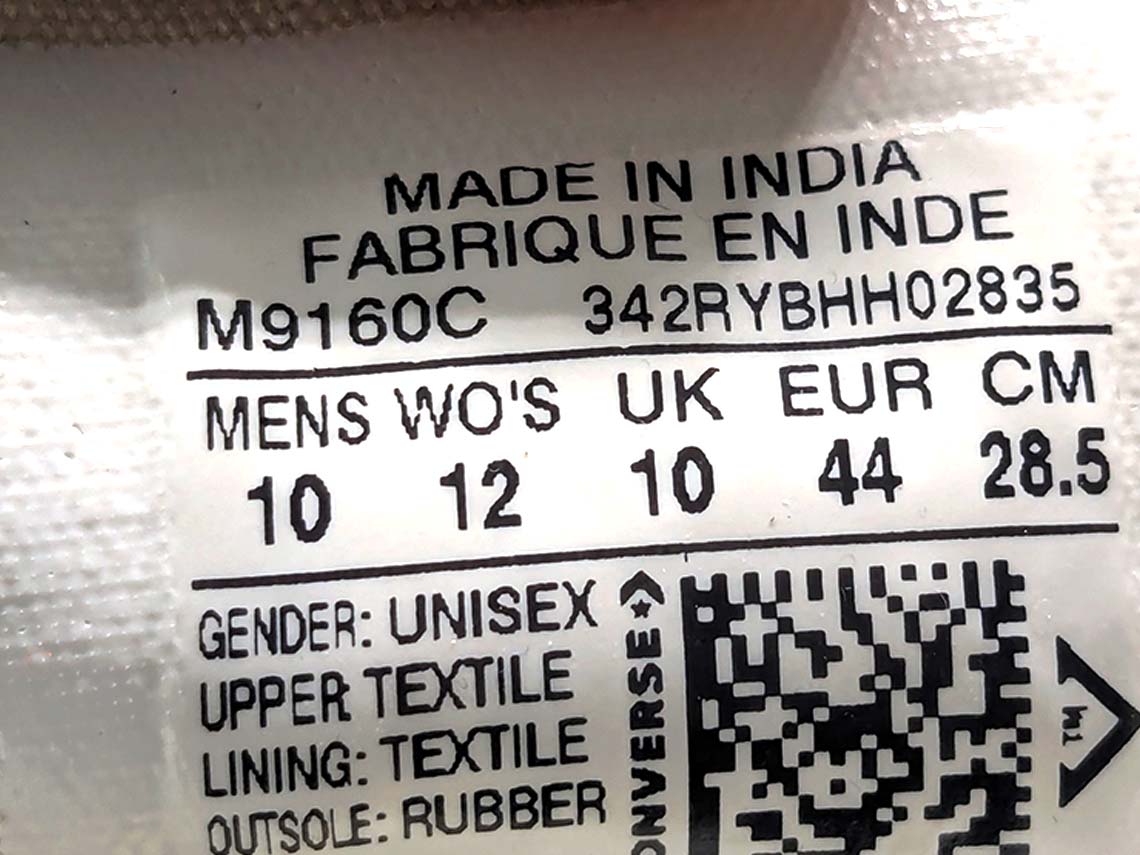 MADE IN INDIA
FABRIQUE EN INDE
M9160C 342RYBHH02835
MENS WO'S UK EUR CM
10 12 10 44 28.5
GENDER: UNISEX
UPPER TEXTILE
LINING: TEXTILE
OUTSOLE: RUBBER
CONVERSE
TM